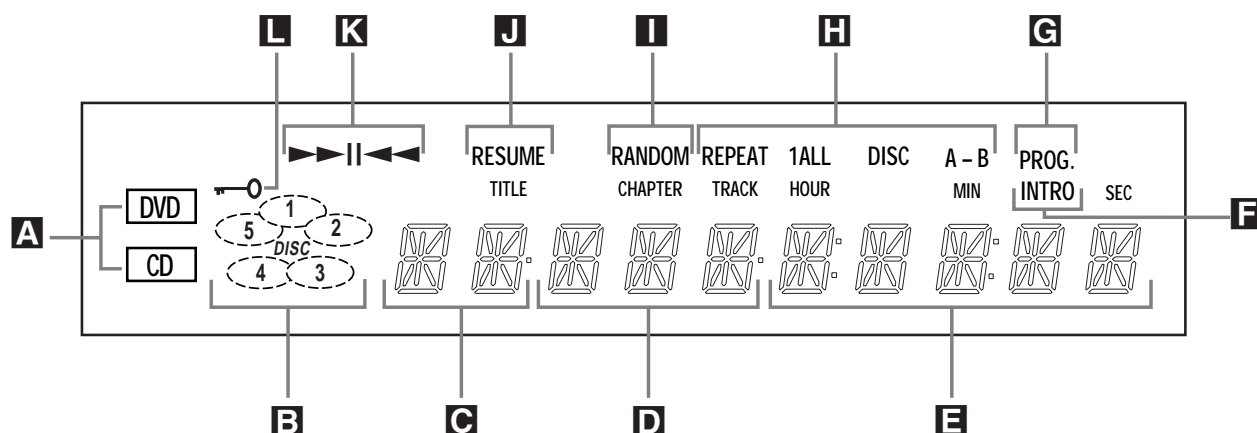 L K J I H G
RESUME RANDOM REPEAT 1ALL DISC A – B PROG.
TITLE CHAPTER TRACK HOUR MIN INTRO SEC
F
A
DVD
CD
1
5 2
DISC
4 3
B C D E